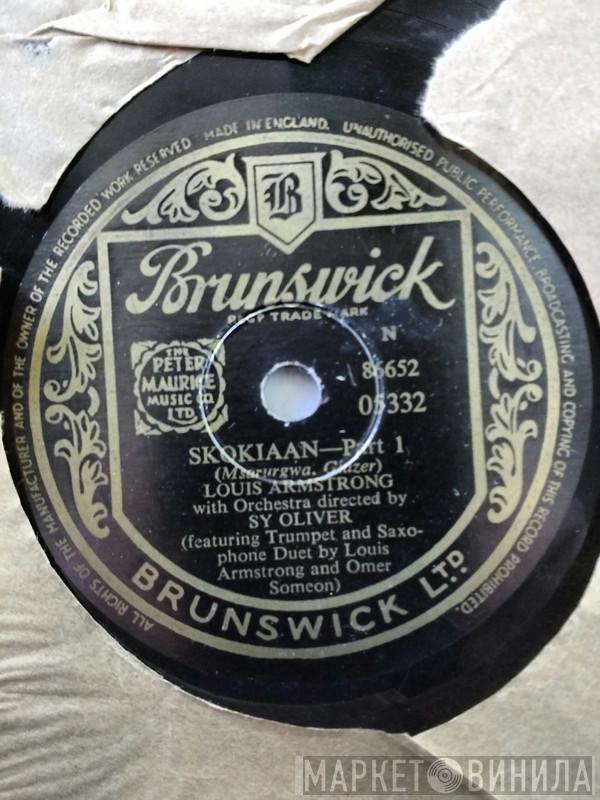 ALL RIGHTS OF THE MANUFACTURER AND OF THE OWNER OF THE RECORDED WORK RESERVED MADE IN ENGLAND. UNAUTHORISED PUBLIC PERFORMANCE, BROADCASTING AND COPYING OF THIS RECORD PROHIBITED.
B
Brunswick
REGD TRADE MARK
N
THE
PETER
MAURICE
MUSIC CO.
LTD
86652
05332
SKOKIAAN—Part 1
(Msarurgwa, Glazer)
LOUIS ARMSTRONG
with Orchestra directed by
SY OLIVER
(featuring Trumpet and Saxo-
phone Duet by Louis
Armstrong and Omer
Someon)
BRUNSWICK LTD.
МАРКЕТ ВИНИЛА